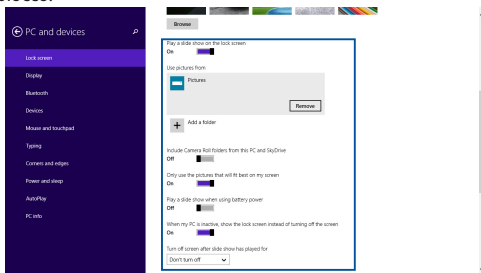 Browse
PC and devices
Lock screen
Display
Bluetooth
Devices
Mouse and touchpad
Typing
Corners and edges
Power and sleep
AutoPlay
PC info
Play a slide show on the lock screen
On
Use pictures from
Pictures
Remove
Add a folder
Include Camera Roll folders from this PC and SkyDrive
Off
Only use the pictures that will fit best on my screen
On
Play a slide show when using battery power
Off
When my PC is inactive, show the lock screen instead of turning off the screen
On
Turn off screen after slide show has played for
Don't turn off